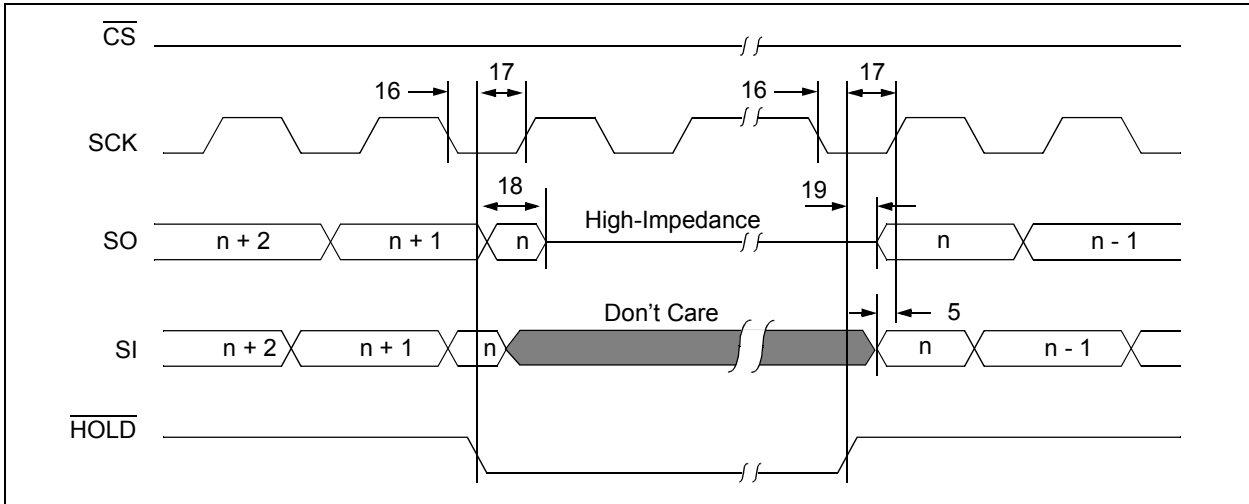 CS
17 17
16 16
SCK
18 19
High-Impedance
SO n + 2 n + 1 n n n - 1
Don't Care 5
SI n + 2 n + 1 n n n - 1
HOLD